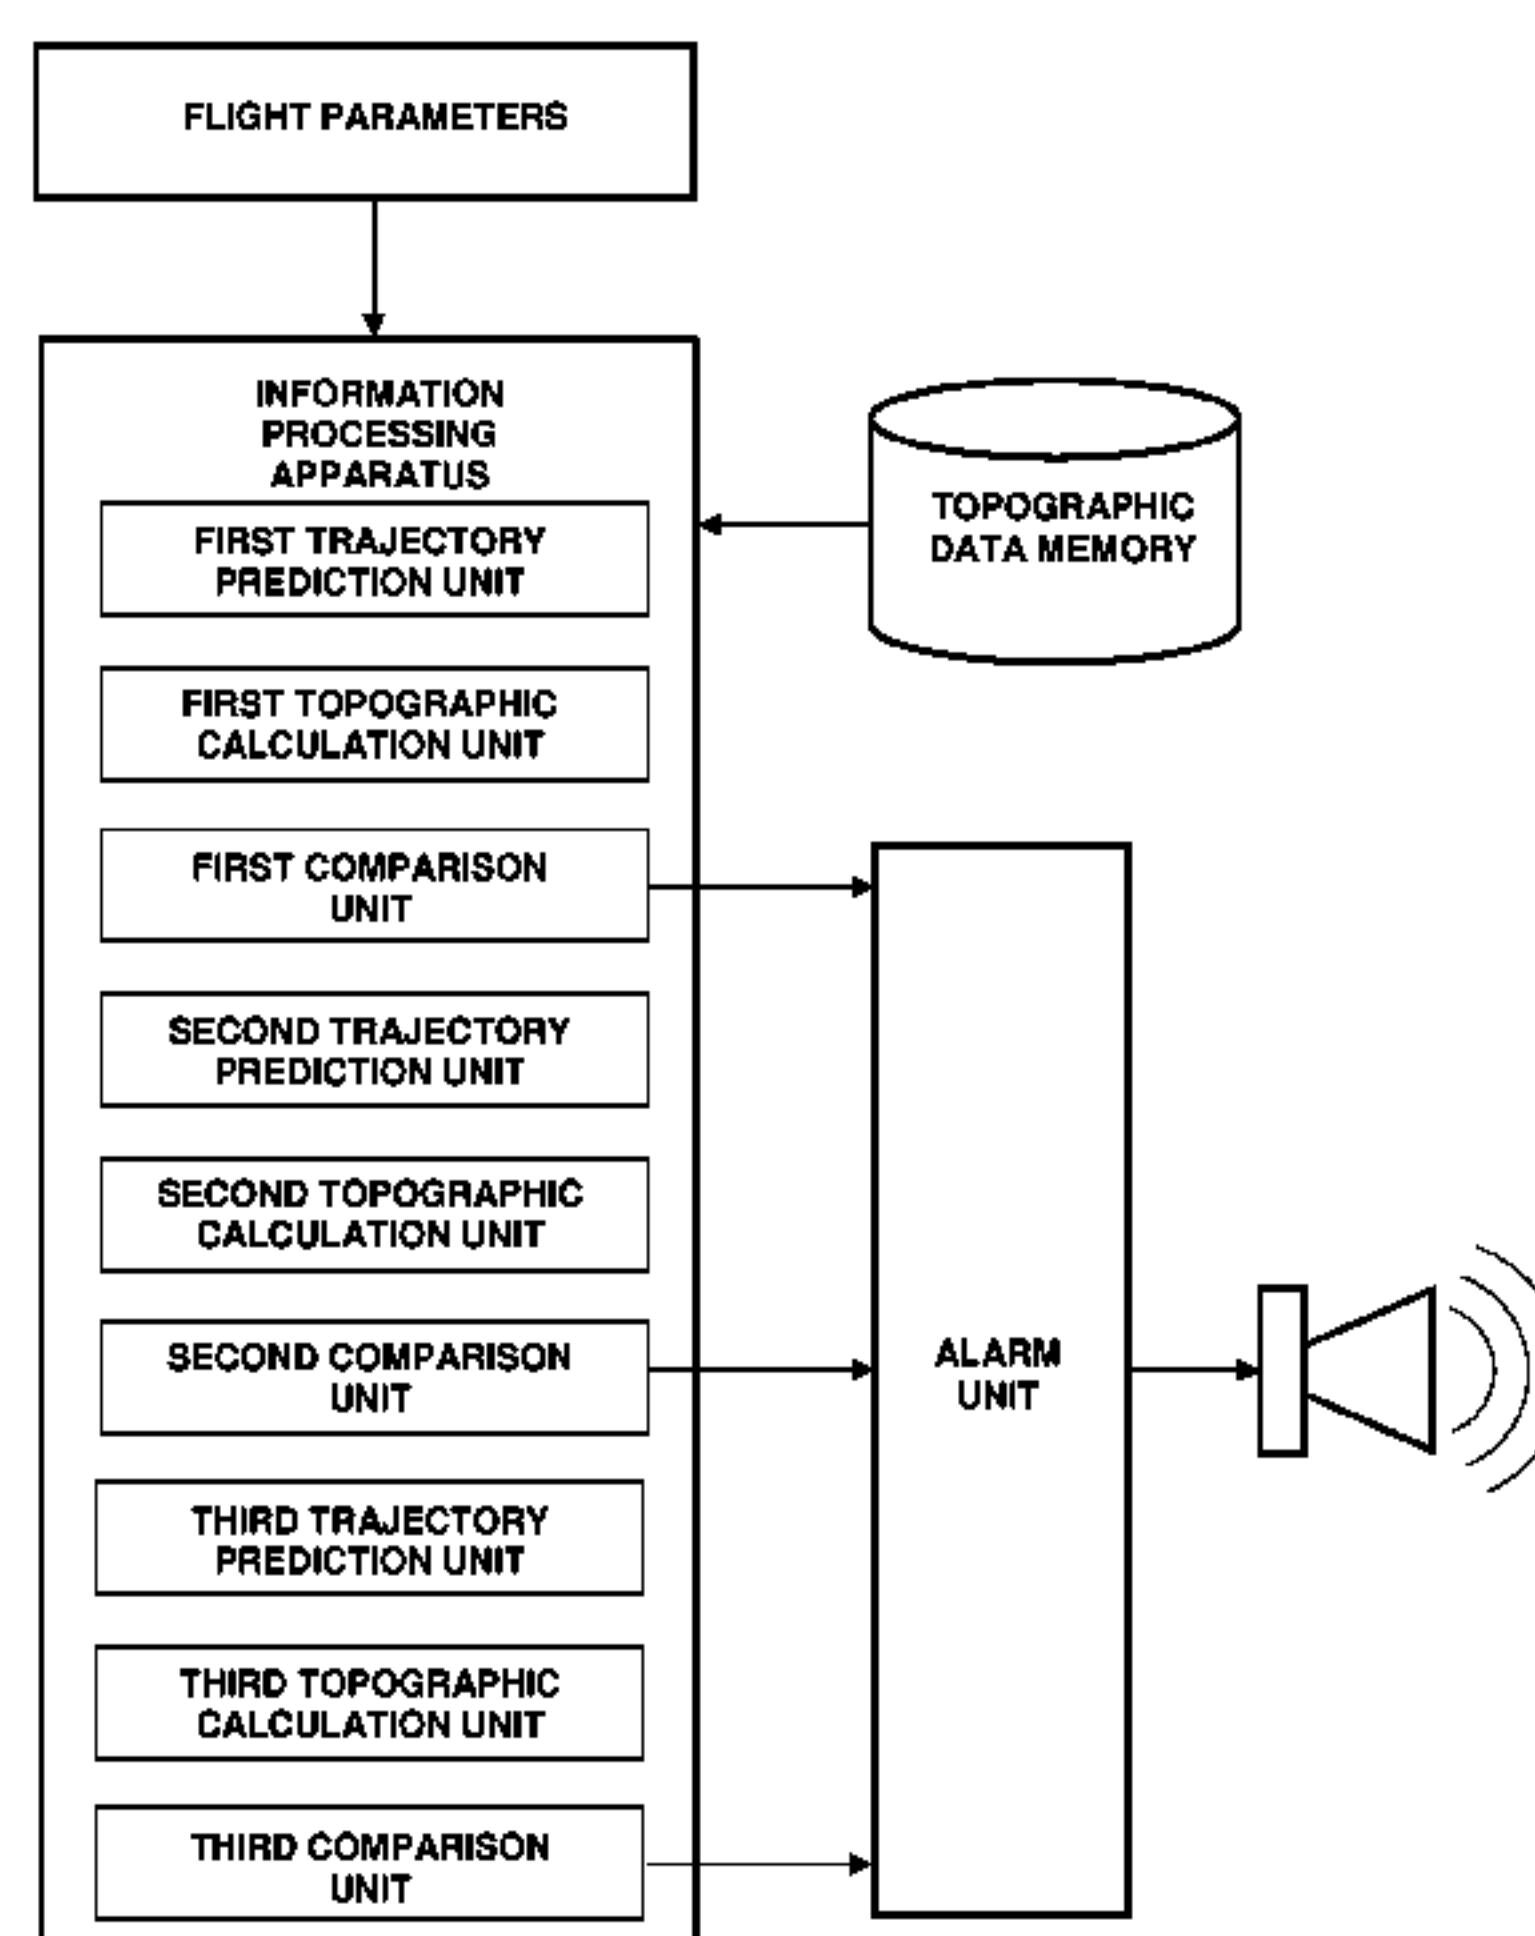 FLIGHT PARAMETERS
INFORMATION
PROCESSING
APPARATUS
FIRST TRAJECTORY
PREDICTION UNIT
TOPOGRAPHIC
DATA MEMORY
FIRST TOPOGRAPHIC
CALCULATION UNIT
FIRST COMPARISON
UNIT
SECOND TRAJECTORY
PREDICTION UNIT
SECOND TOPOGRAPHIC
CALCULATION UNIT
SECOND COMPARISON
UNIT
ALARM
UNIT
THIRD TRAJECTORY
PREDICTION UNIT
THIRD TOPOGRAPHIC
CALCULATION UNIT
THIRD COMPARISON
UNIT